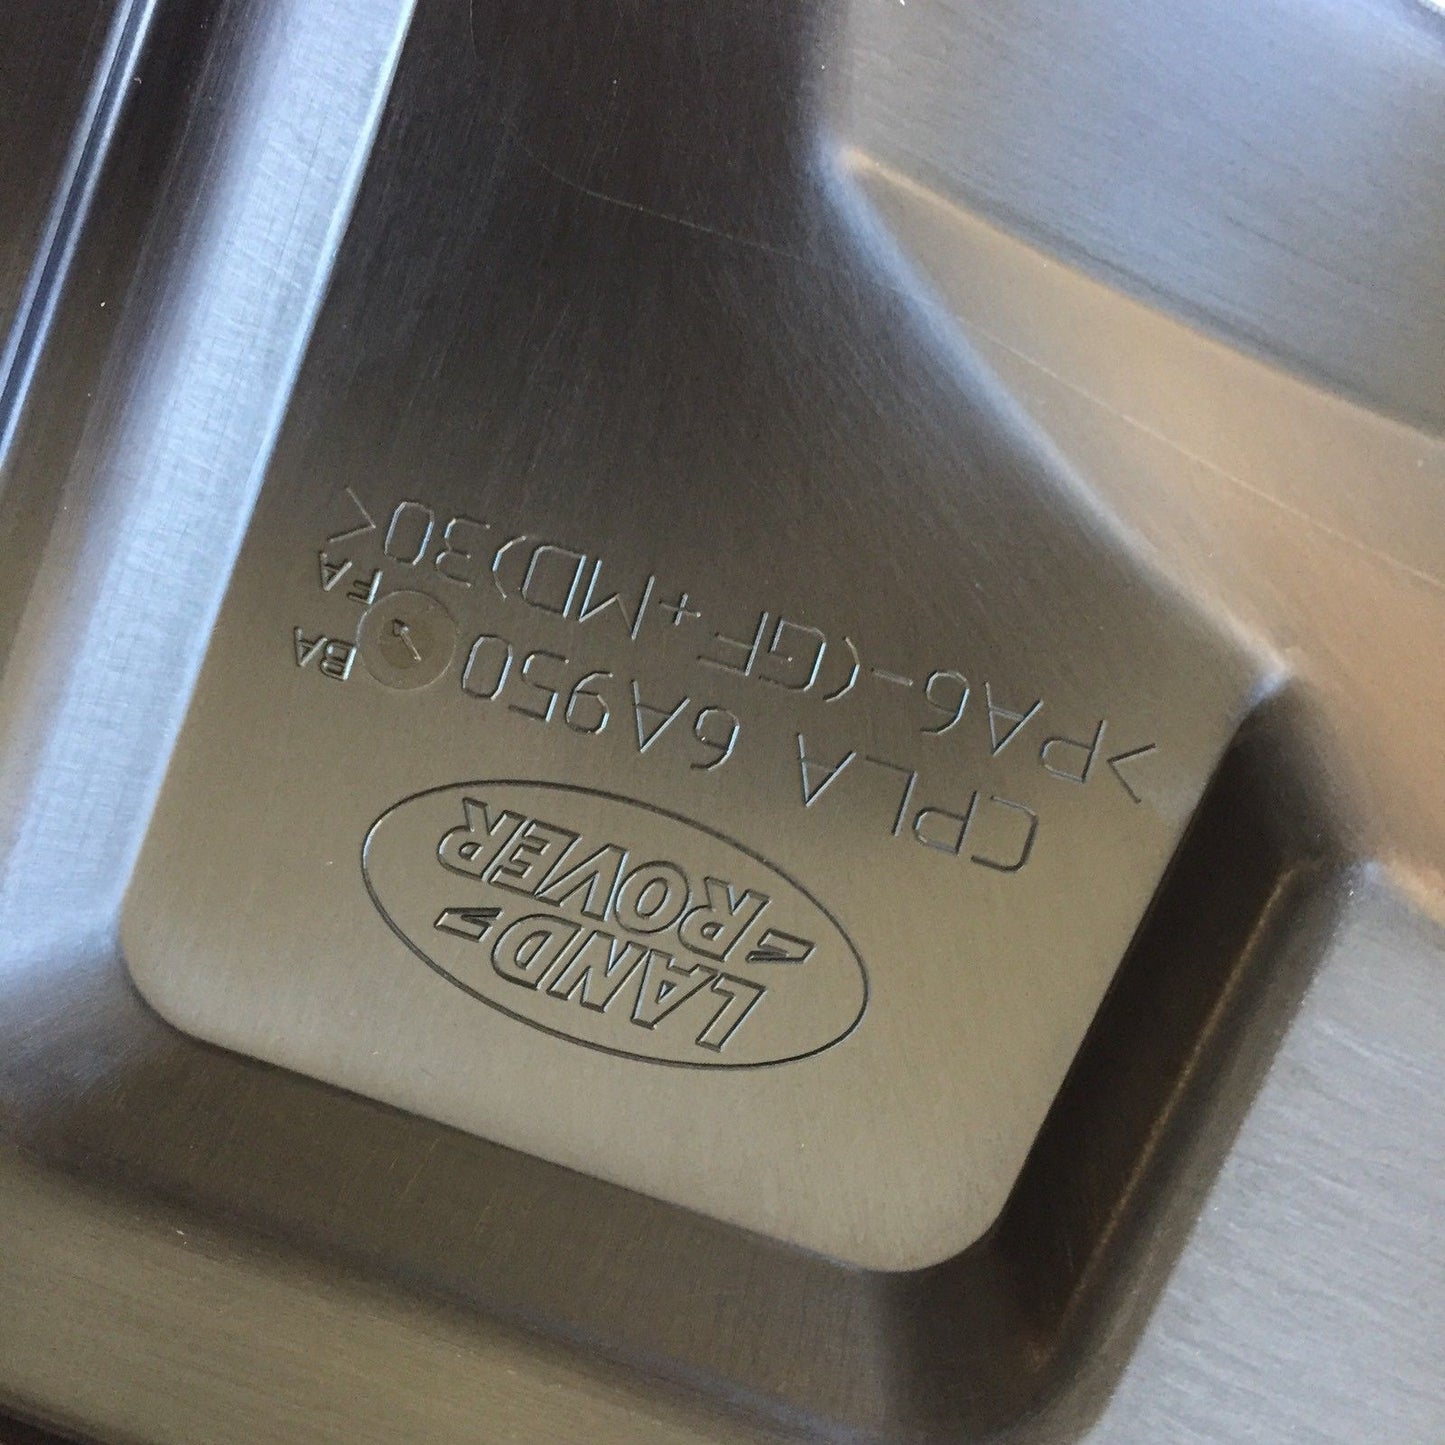 LAND
ROVER
CPLA 6A950 BA
FA
>PA6-(GF+MD)30<